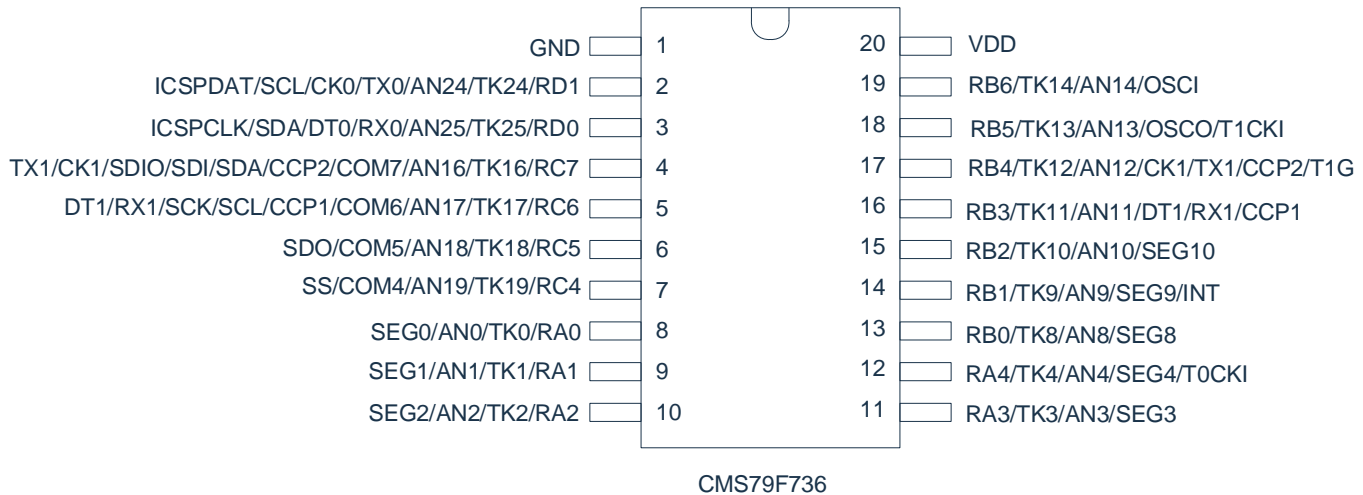 GND 1 20 VDD
ICSPDAT/SCL/CK0/TX0/AN24/TK24/RD1 2 19 RB6/TK14/AN14/OSCI
ICSPCLK/SDA/DT0/RX0/AN25/TK25/RD0 3 18 RB5/TK13/AN13/OSCO/T1CKI
TX1/CK1/SDIO/SDI/SDA/CCP2/COM7/AN16/TK16/RC7 4 17 RB4/TK12/AN12/CK1/TX1/CCP2/T1G
DT1/RX1/SCK/SCL/CCP1/COM6/AN17/TK17/RC6 5 16 RB3/TK11/AN11/DT1/RX1/CCP1
SDO/COM5/AN18/TK18/RC5 6 15 RB2/TK10/AN10/SEG10
SS/COM4/AN19/TK19/RC4 7 14 RB1/TK9/AN9/SEG9/INT
SEG0/AN0/TK0/RA0 8 13 RB0/TK8/AN8/SEG8
SEG1/AN1/TK1/RA1 9 12 RA4/TK4/AN4/SEG4/T0CKI
SEG2/AN2/TK2/RA2 10 11 RA3/TK3/AN3/SEG3
CMS79F736